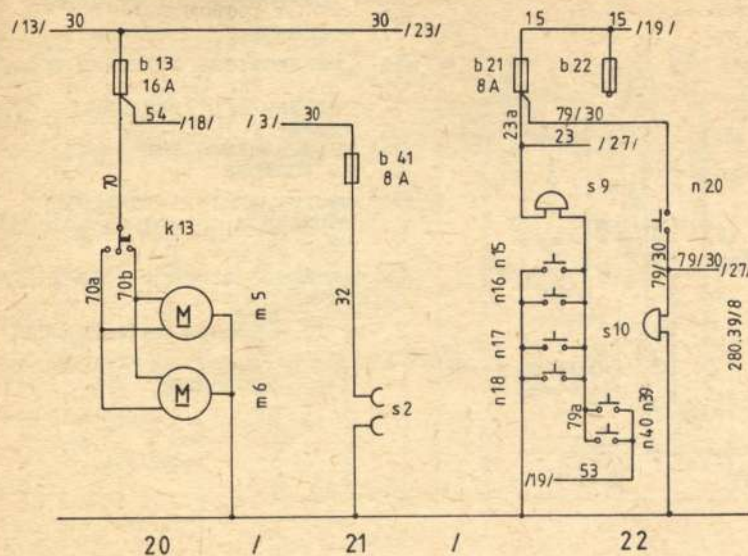 /13/ 30 30 /23/
15 15 /19/
b 13
16 A
54 /18/
/3/ 30
b 41
8 A
b 21
8 A
b 22
23a
79/30
23 /27/
70
k 13
70a
70b
m 5
m 6
32
s 2
s 9
n 20
n15
n16
n17
n18
79/30
79/30 /27/
s10
280.39/8
79a
n39
n40
/19/ 53
M
M
20 / 21 / 22